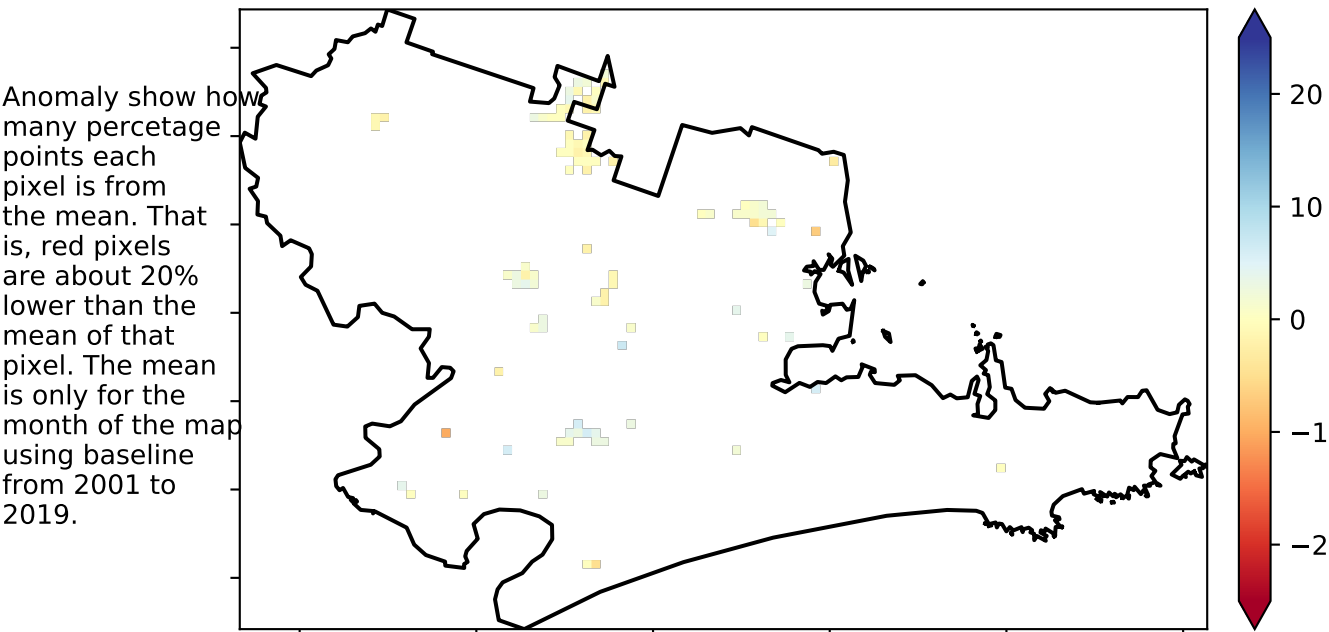 Anomaly show how
many percetage
points each
pixel is from
the mean. That
is, red pixels
are about 20%
lower than the
mean of that
pixel. The mean
is only for the
month of the map
using baseline
from 2001 to
2019.
20
10
0
−1
−2